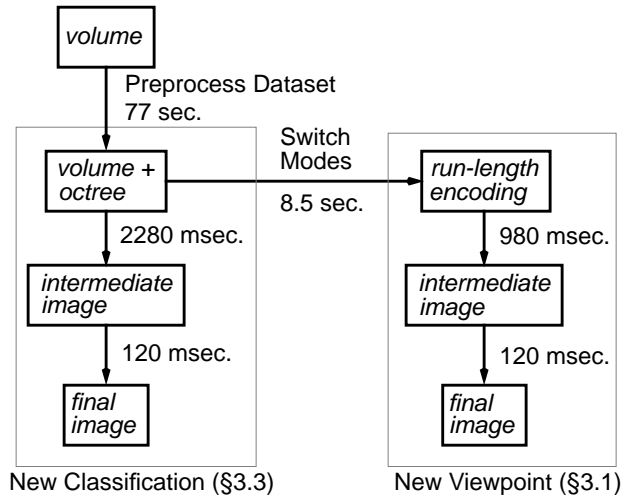 volume
Preprocess Dataset
77 sec.
volume +
octree
Switch
Modes
8.5 sec.
run-length
encoding
2280 msec.
980 msec.
intermediate
image
intermediate
image
120 msec.
120 msec.
final
image
final
image
New Classification (§3.3)
New Viewpoint (§3.1)